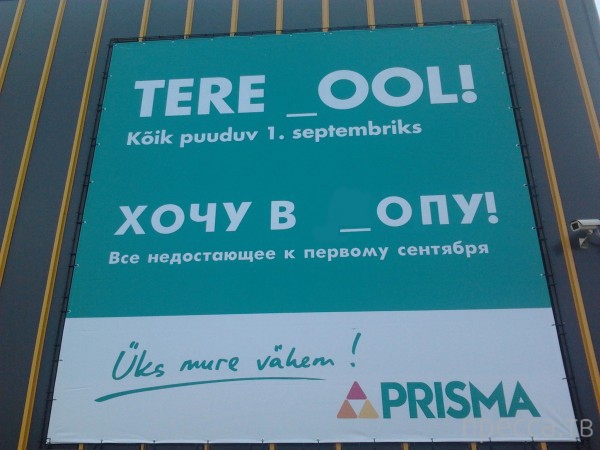 TERE _OOL!
Kõik puuduv 1. septembriks
ХОЧУ В _ОПУ!
Все недостающее к первому сентября
Üks mure vähem!
PRISMA